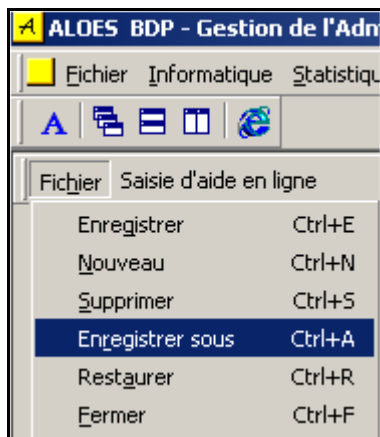 A ALOES BDP - Gestion de l'Adm
Fichier Informatique Statistiqu
A
Fichier Saisie d'aide en ligne
Enregistrer Ctrl+E
Nouveau Ctrl+N
Supprimer Ctrl+S
Enregistrer sous Ctrl+A
Restaurer Ctrl+R
Fermer Ctrl+F